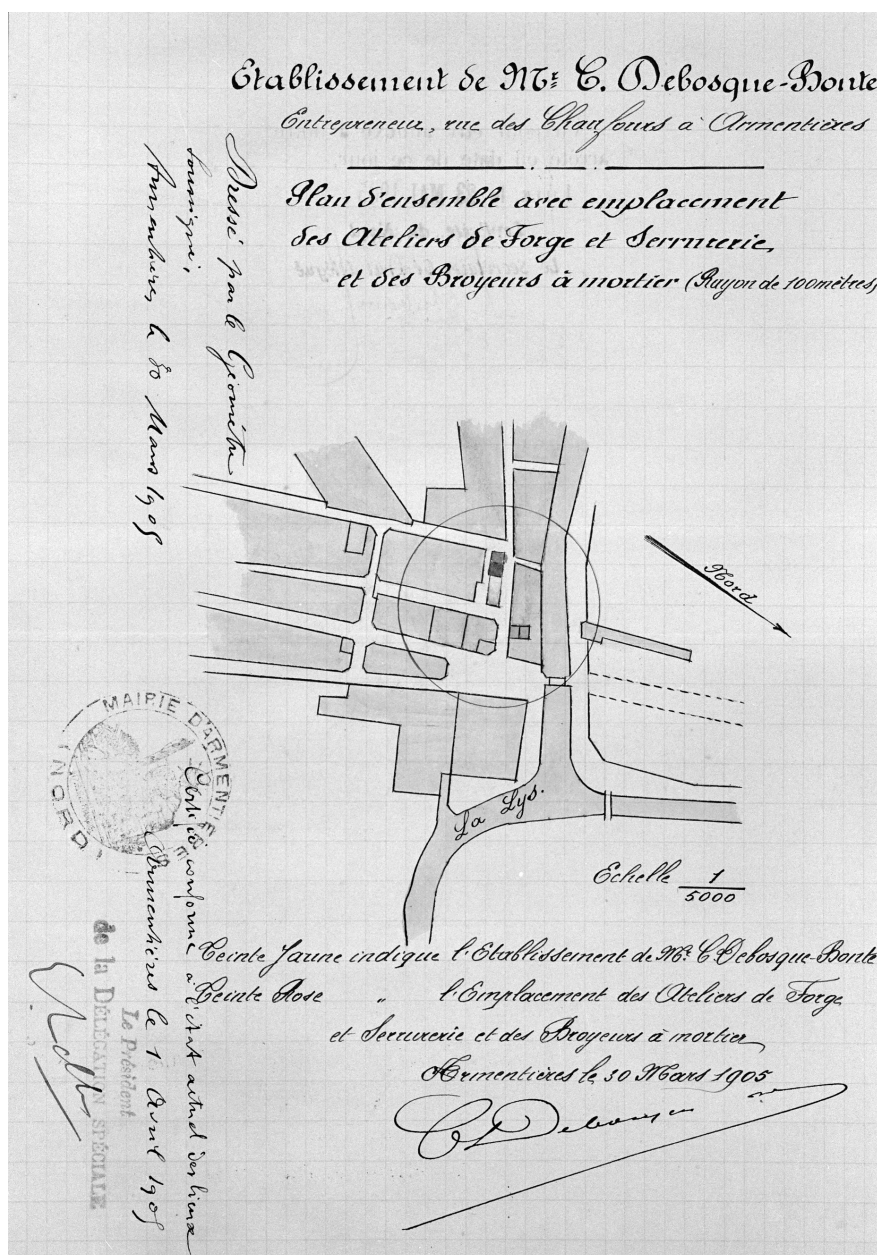 Etablissement de Mr. C. Debosque-Bonte
Entrepreneur, rue des Chaufours à Armentières
Plan d'ensemble avec emplacement
des Ateliers de Forge et Serrurerie,
et des Broyeurs à mortier (Rayon de 100 mètres)
Dressé par le Géomètre
soussigné,
Armentières, le 30 Mars 1905
Nord
La Lys.
Echelle 1
5000
MAIRIE D'ARMENTIÈRES
(NORD)
Certifié conforme à l'état actuel des lieux
Armentières le 1 Avril 1905
Le Président
de la DÉLÉGATION SPÉCIALE
Teinte Jaune indique l'Etablissement de Mr. C. Debosque-Bonte
Teinte Rose " l'Emplacement des Ateliers de Forge
et Serrurerie et des Broyeurs à mortier
Armentières le 30 Mars 1905
C Debosque